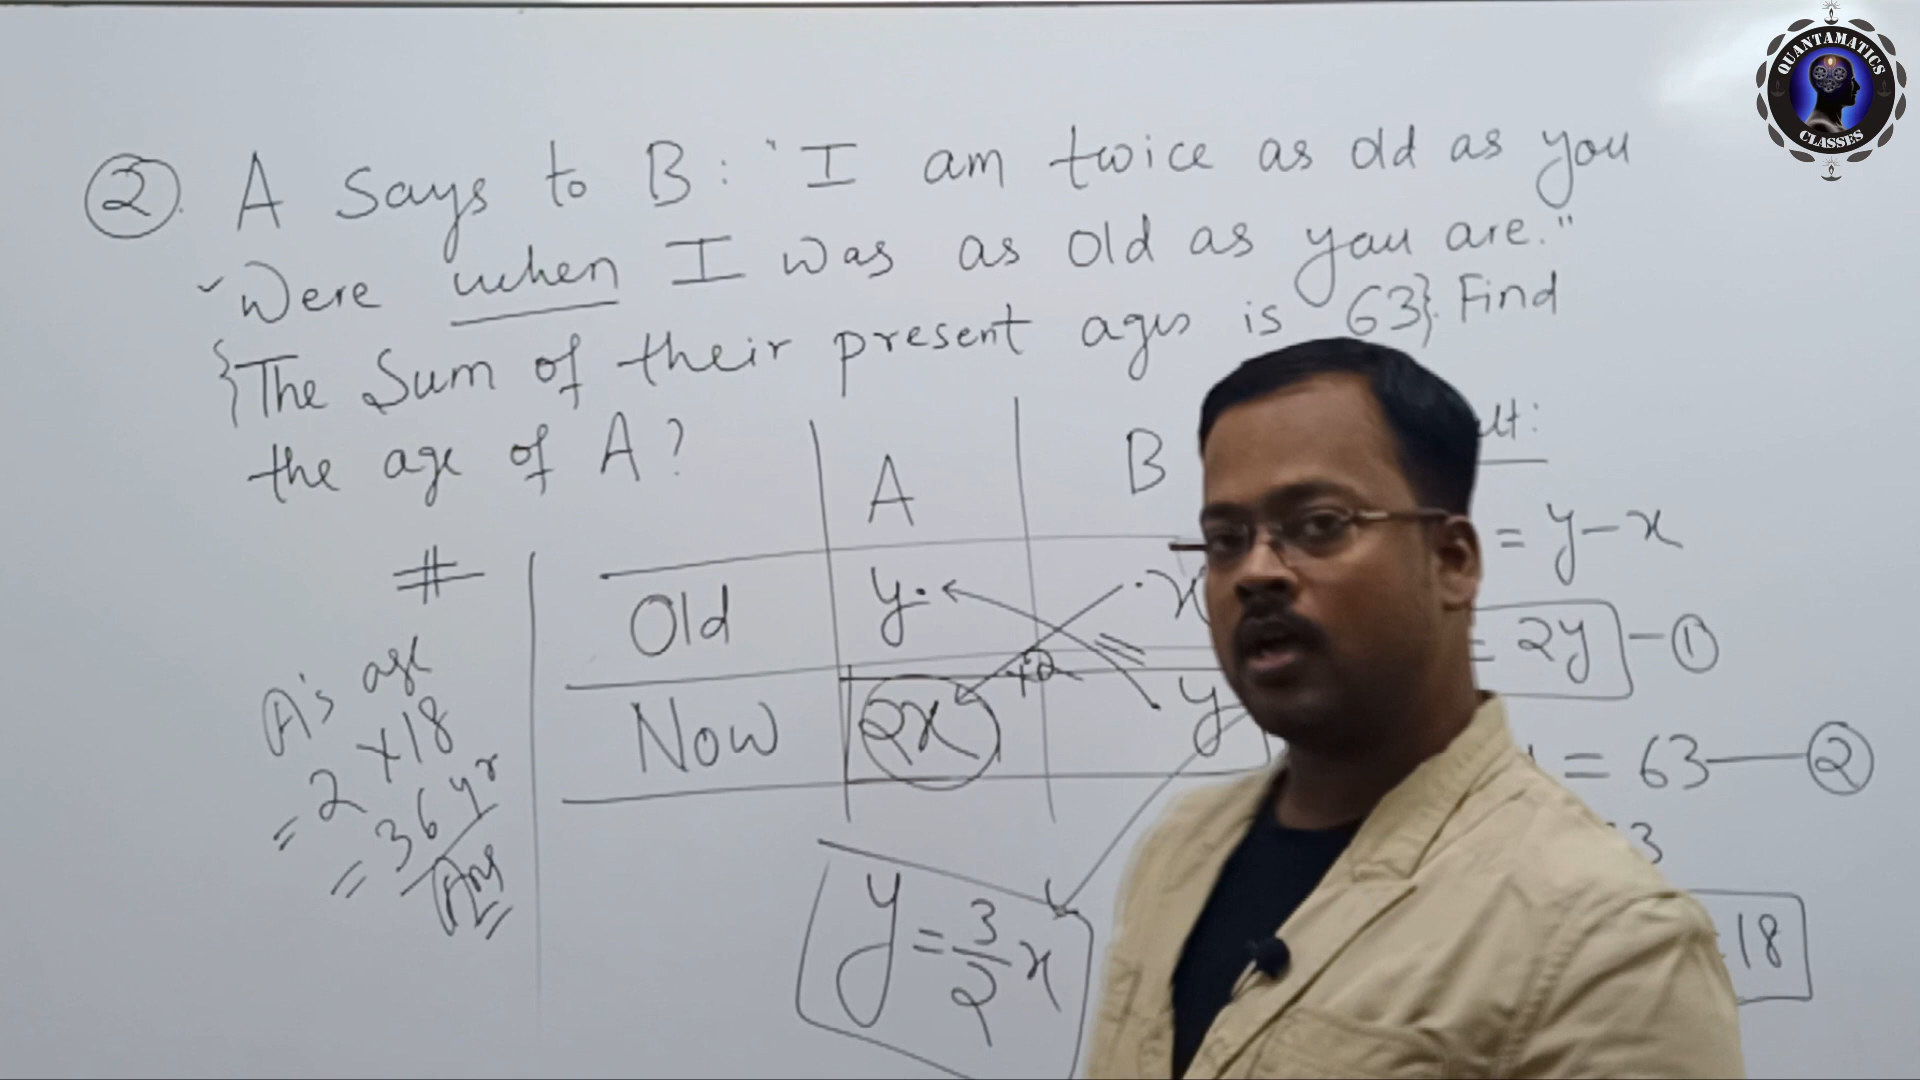 QUANTAMATICS
CLASSES
② A says to B: "I am twice as old as you
were when I was as old as you are."
{The Sum of their present ages is 63}. Find
the age of A?
A B
Old y x
Now 2x y
+2
y = 3/2 x
#
A's age
= 2 × 18
= 36 yr
Ans
= y - x
= 2y — ①
= 63 — ②
3
18